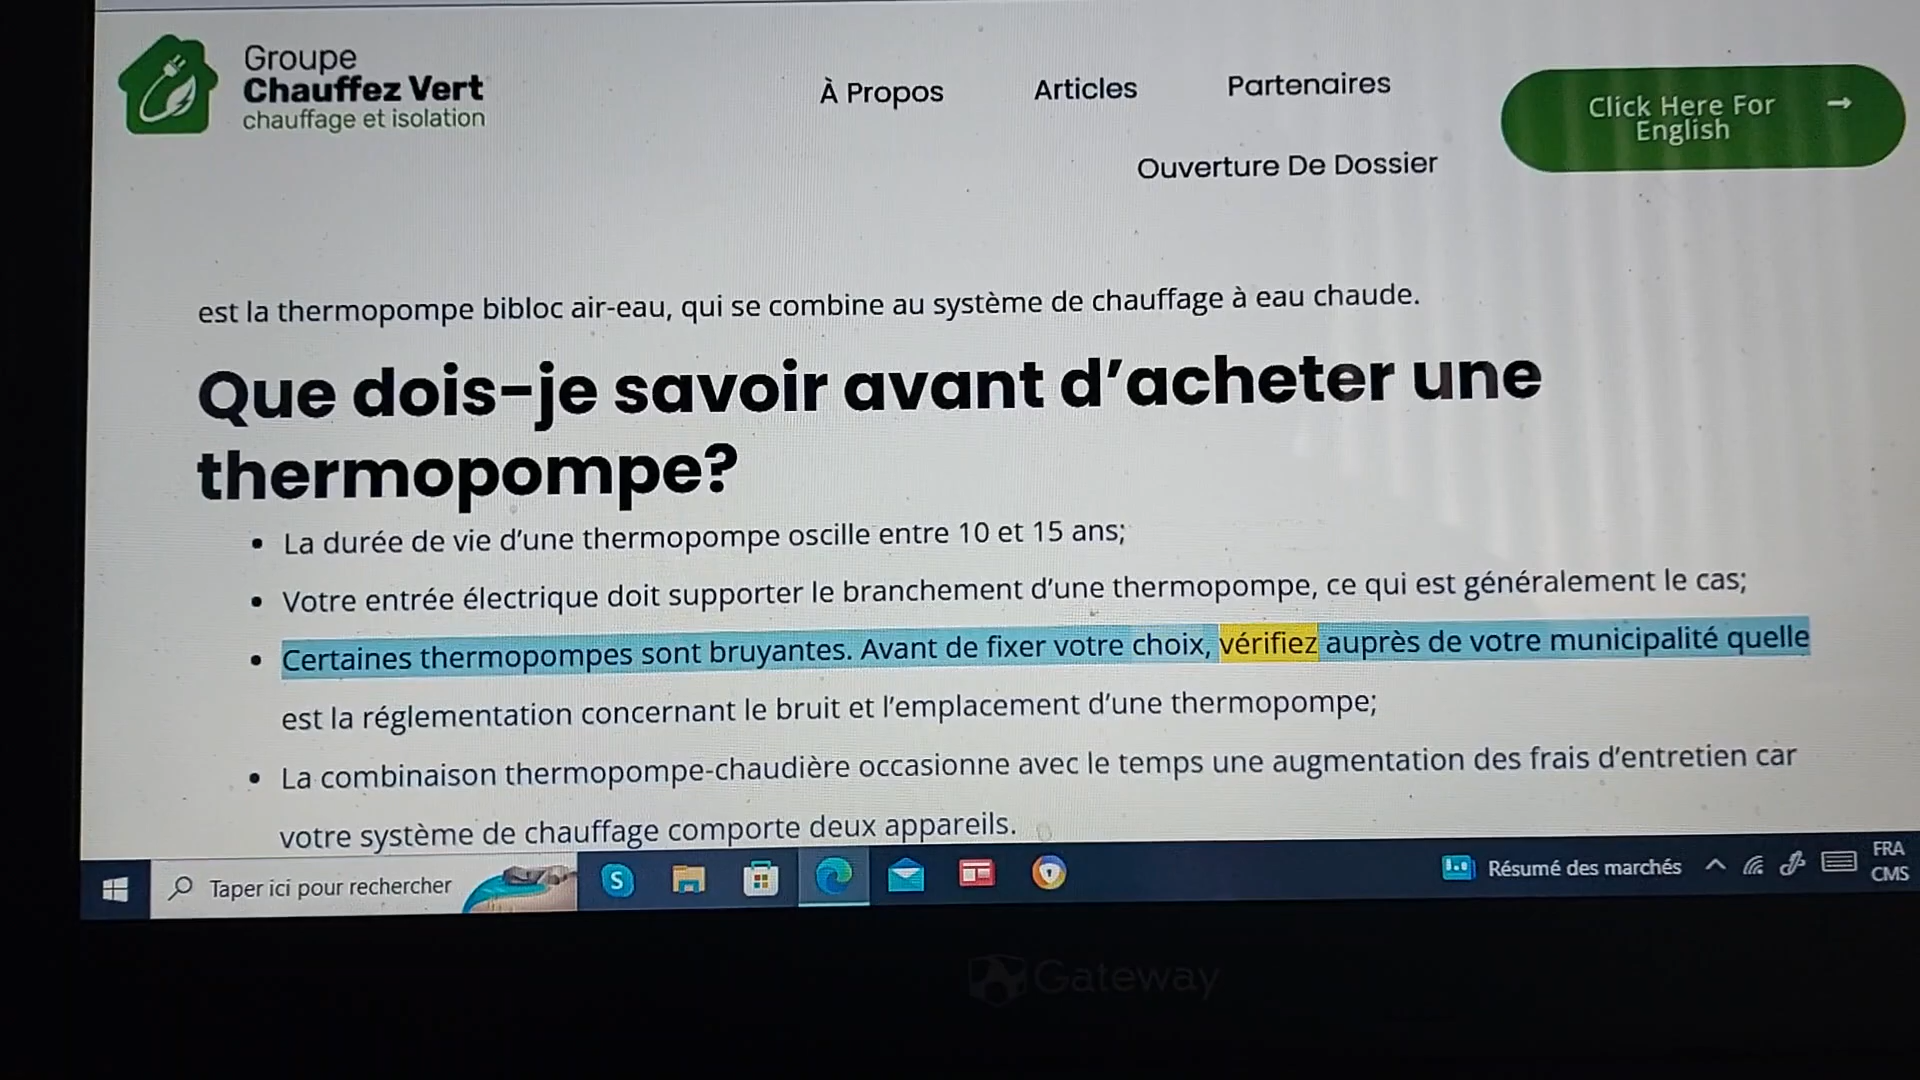 Groupe
Chauffez Vert
chauffage et isolation
À Propos
Articles
Partenaires
Ouverture De Dossier
Click Here For
English
est la thermopompe bibloc air-eau, qui se combine au système de chauffage à eau chaude.
Que dois-je savoir avant d'acheter une
thermopompe?
• La durée de vie d'une thermopompe oscille entre 10 et 15 ans;
• Votre entrée électrique doit supporter le branchement d'une thermopompe, ce qui est généralement le cas;
• Certaines thermopompes sont bruyantes. Avant de fixer votre choix, vérifiez auprès de votre municipalité quelle
est la réglementation concernant le bruit et l'emplacement d'une thermopompe;
• La combinaison thermopompe-chaudière occasionne avec le temps une augmentation des frais d'entretien car
votre système de chauffage comporte deux appareils.
Taper ici pour rechercher
S
Résumé des marchés
FRA
CMS
Gateway